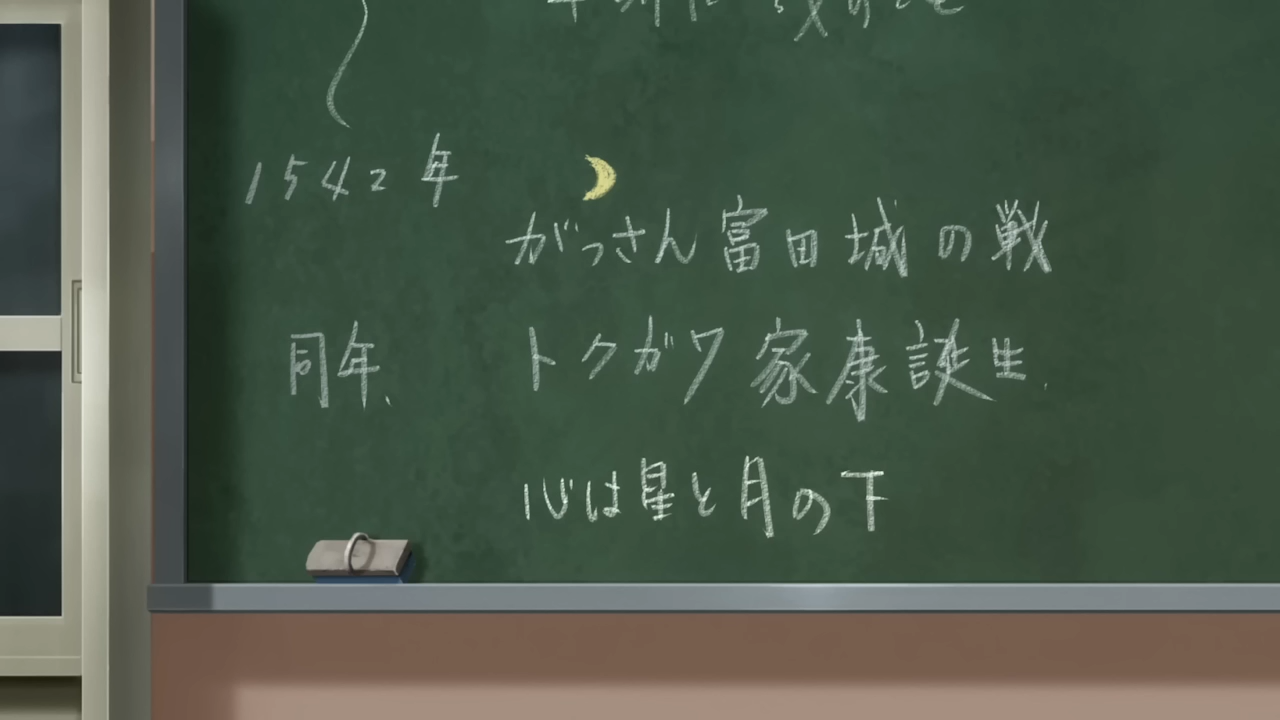 1542年
がっさん富田城の戦
同年、 トクガワ家康誕生.
心は星と月の下